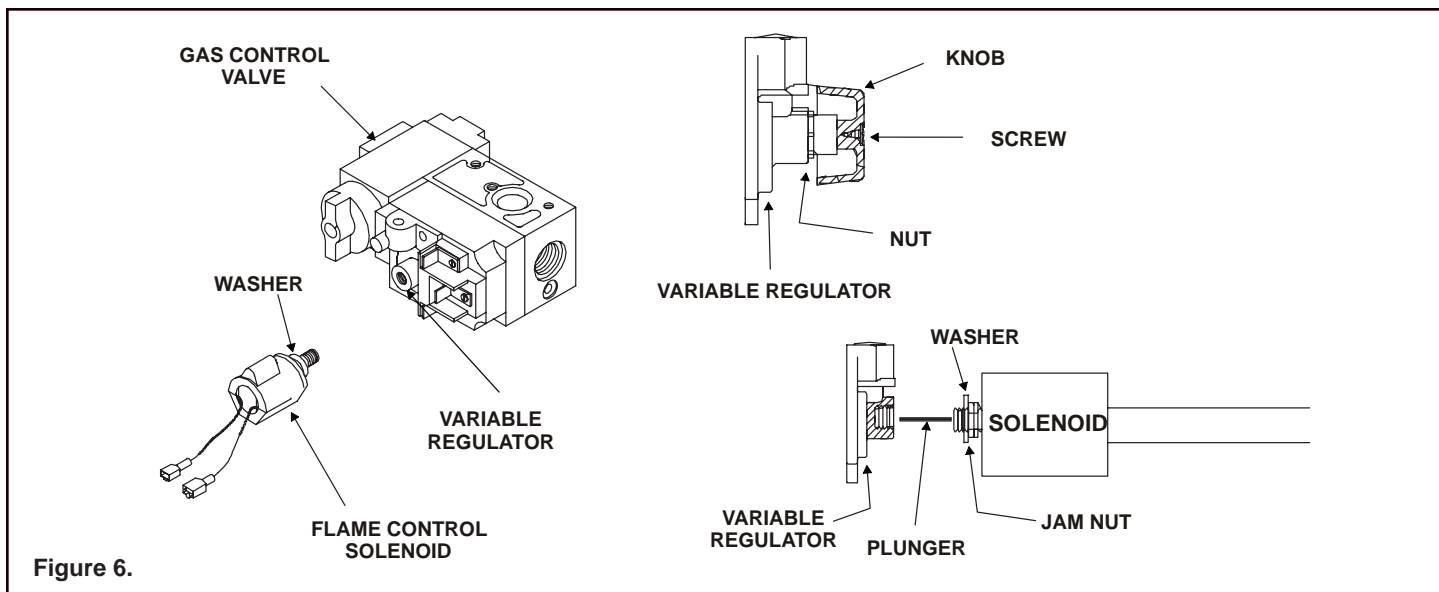 GAS CONTROL
VALVE
WASHER
VARIABLE
REGULATOR
FLAME CONTROL
SOLENOID
KNOB
SCREW
NUT
VARIABLE REGULATOR
WASHER
SOLENOID
VARIABLE
REGULATOR
PLUNGER
JAM NUT
Figure 6.